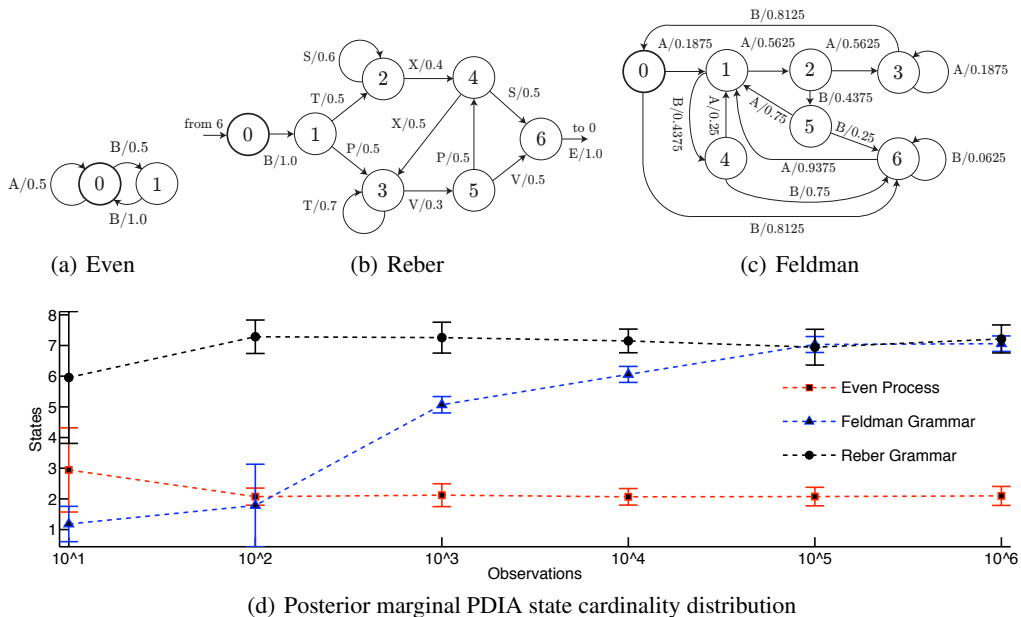 A/0.5
B/0.5
0
1
B/1.0
(a) Even
from 6
0
B/1.0
1
T/0.5
P/0.5
S/0.6
2
X/0.4
4
X/0.5
S/0.5
3
T/0.7
V/0.3
5
P/0.5
V/0.5
6
to 0
E/1.0
(b) Reber
B/0.8125
0
A/0.1875
1
A/0.5625
2
A/0.5625
3
A/0.1875
B/0.4375
A/0.25
4
A/0.75
B/0.4375
5
B/0.25
A/0.9375
6
B/0.0625
B/0.75
B/0.8125
(c) Feldman
States
8
7
6
5
4
3
2
1
Even Process
Feldman Grammar
Reber Grammar
10^1
10^2
10^3
10^4
10^5
10^6
Observations
(d) Posterior marginal PDIA state cardinality distribution